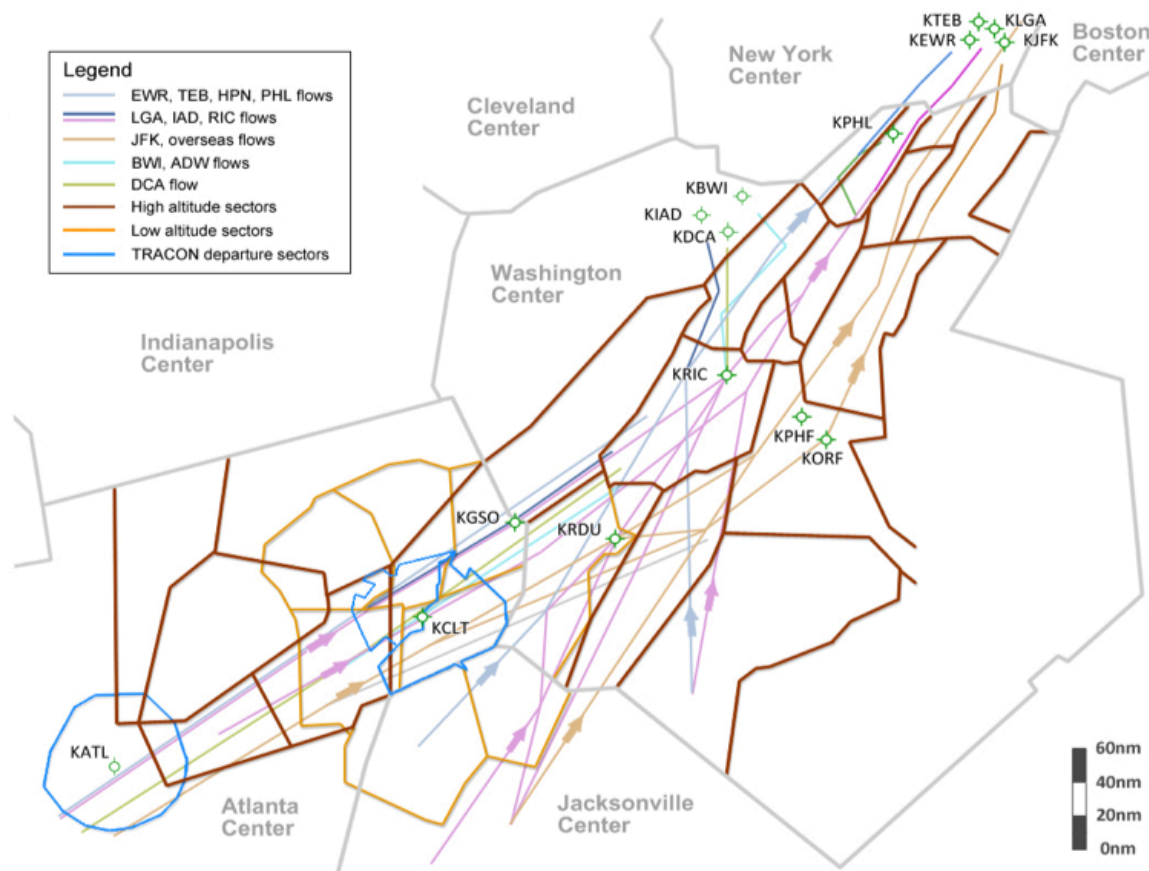 KTEB
KLGA
KEWR
KJFK
Boston
Center
New York
Center
Legend
EWR, TEB, HPN, PHL flows
LGA, IAD, RIC flows
JFK, overseas flows
BWI, ADW flows
DCA flow
High altitude sectors
Low altitude sectors
TRACON departure sectors
Cleveland
Center
KPHL
KBWI
KIAD
KDCA
Washington
Center
Indianapolis
Center
KRIC
KPHF
KORF
KGSO
KRDU
KCLT
KATL
Atlanta
Center
Jacksonville
Center
60nm
40nm
20nm
0nm